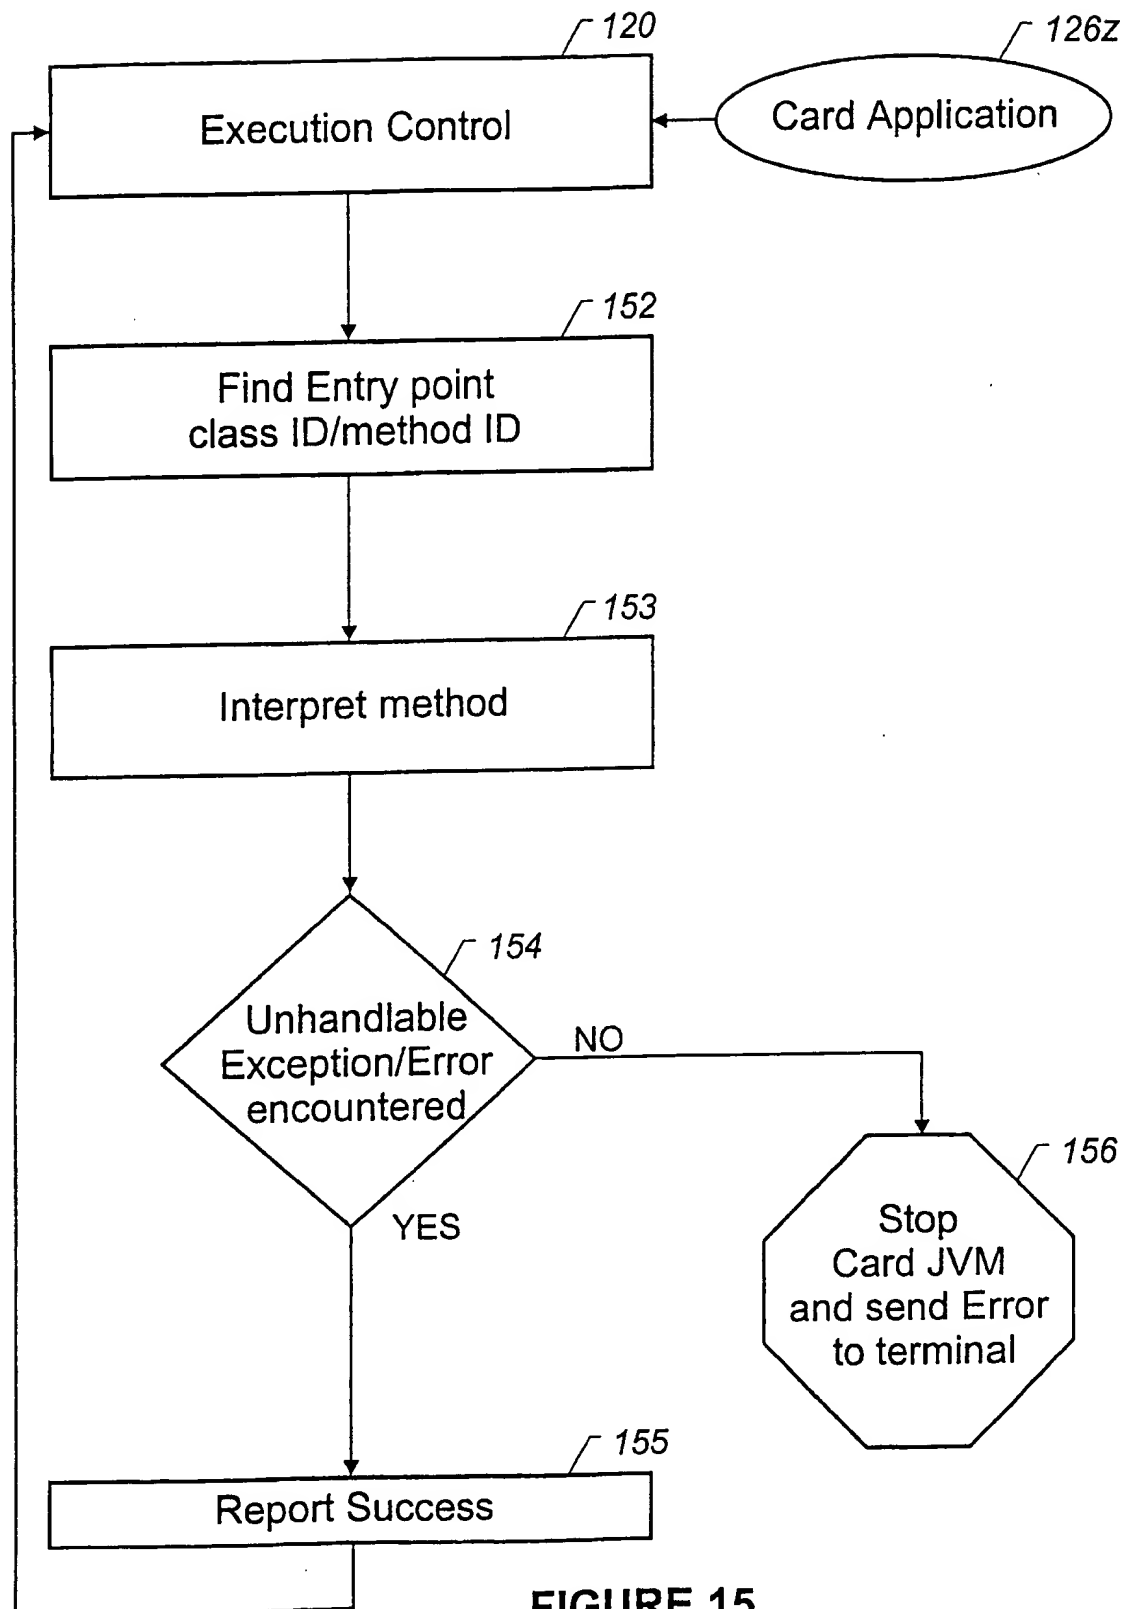 120
126z
Execution Control
Card Application
152
Find Entry point
class ID/method ID
153
Interpret method
154
Unhandlable
Exception/Error
encountered
NO
YES
156
Stop
Card JVM
and send Error
to terminal
155
Report Success
FIGURE 15